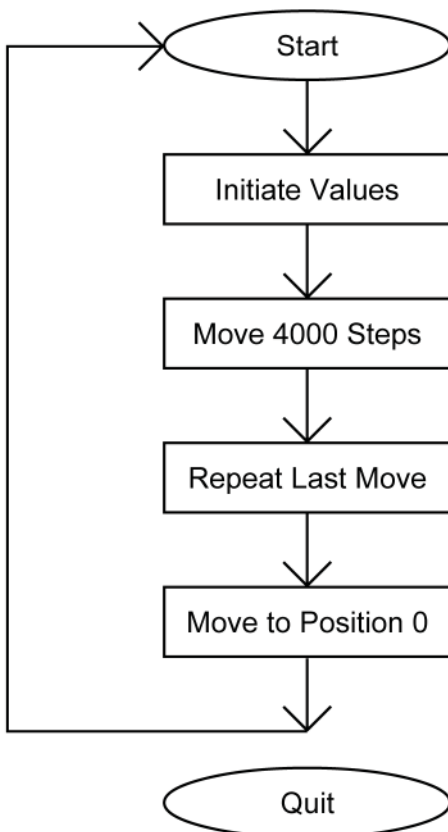 Start
Initiate Values
Move 4000 Steps
Repeat Last Move
Move to Position 0
Quit